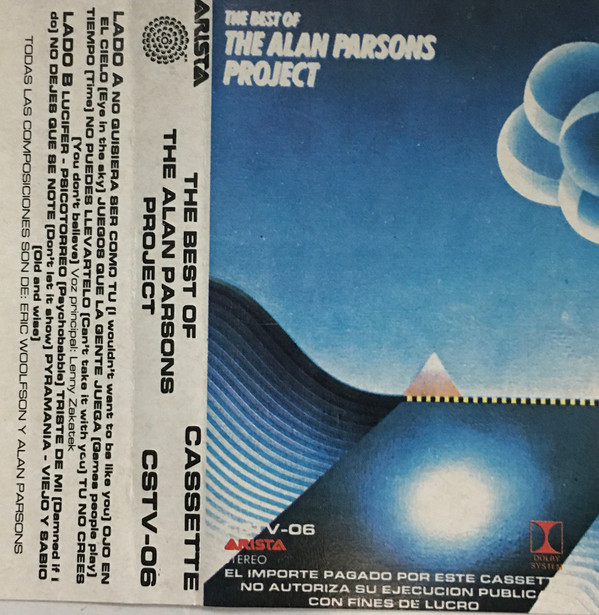 LADO A NO QUISIERA SER COMO TU [I wouldn't want to be like you] OJO EN
EL CIELO [Eye in the sky] JUEGOS QUE LA GENTE JUEGA [Games people play]
TIEMPO [Time] NO PUEDES LLEVARTELO [Can't take it with you] TU NO CREES
[You don't believe] Voz principal: Lenny Zakatek
LADO B LUCIFER - PSICOTORREO [Psychobabble] TRISTE DE MI [Damned if I
do] NO DEJES QUE SE NOTE [Don't let it show] PYRAMANIA - VIEJO Y SABIO
[Old and wise]
TODAS LAS COMPOSICIONES SON DE: ERIC WOOLFSON Y ALAN PARSONS
ARISTA
THE BEST OF
THE ALAN PARSONS
PROJECT
CASSETTE
CSTV-06
THE BEST OF
THE ALAN PARSONS
PROJECT
TV-06
ARISTA
STEREO
DOLBY
SYSTEM
EL IMPORTE PAGADO POR ESTE CASSET
NO AUTORIZA SU EJECUCION PUBLICA
CON FINES DE LUCRO